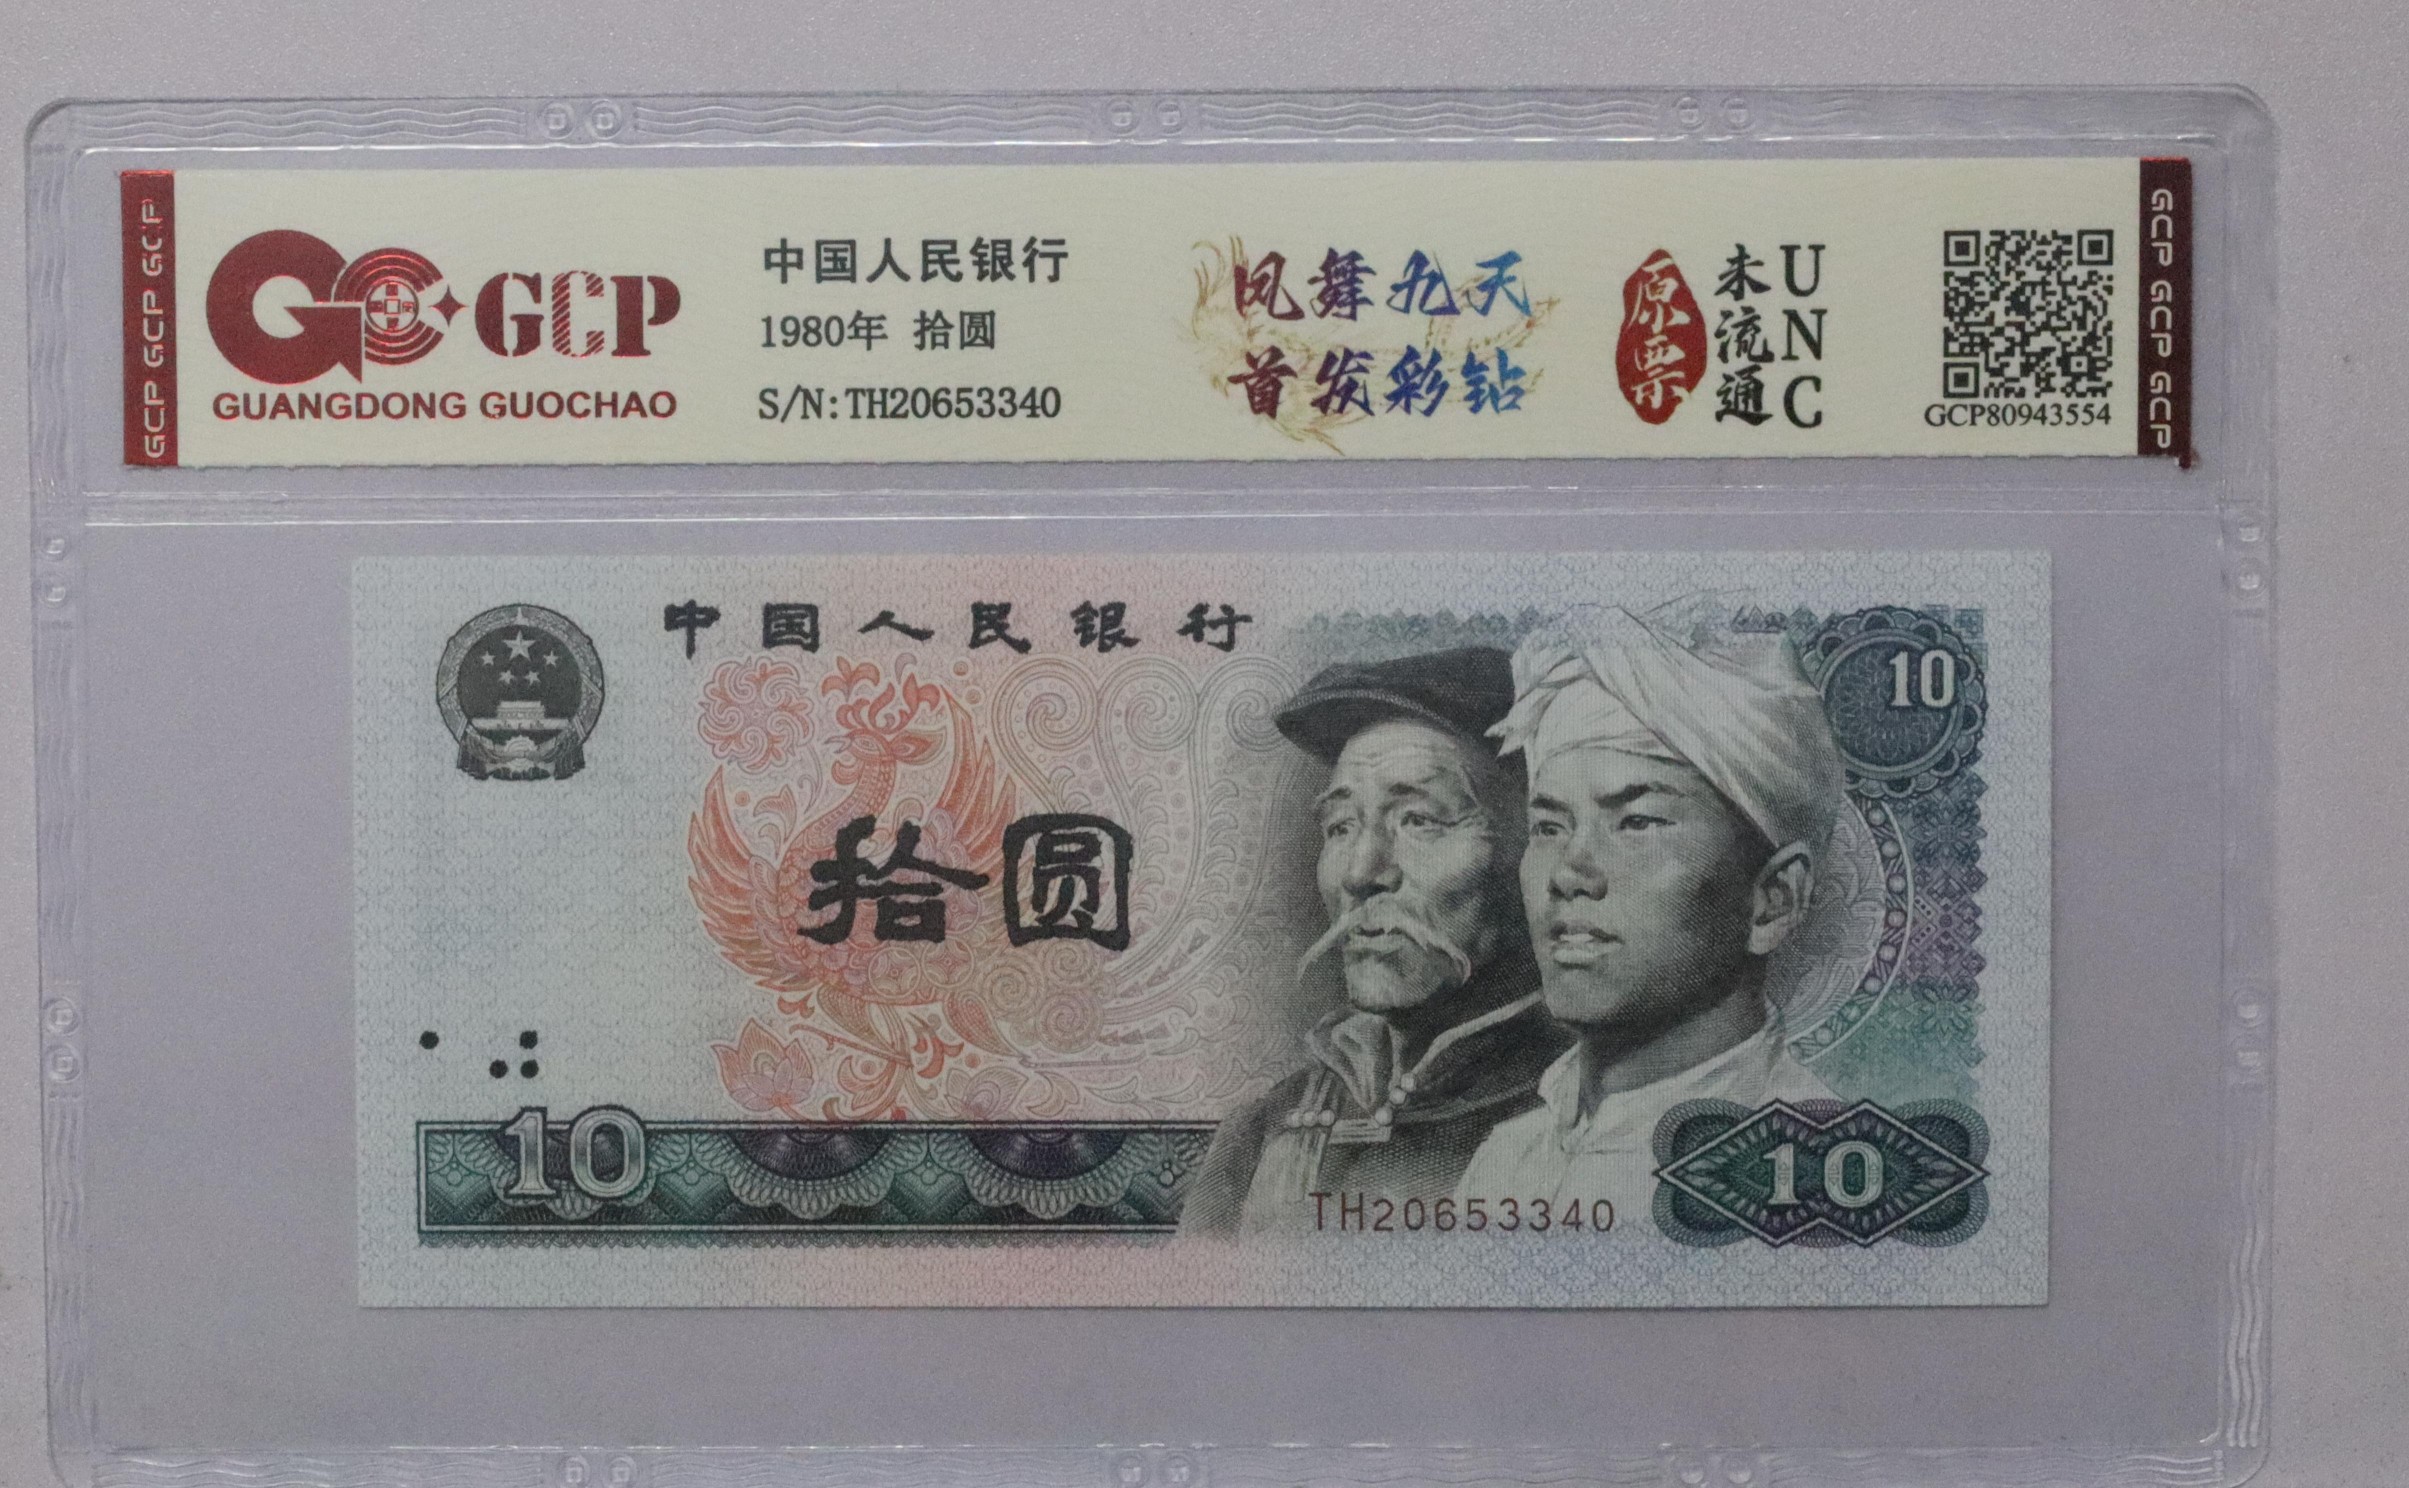 GCP GCP GCP
GCP
GUANGDONG GUOCHAO
中国人民银行
1980年 拾圆
S/N:TH20653340
凤舞九天
首发彩钻
原票
未流通
UNC
GCP80943554
GCP GCP GCP
中国人民银行
10
拾圆
10
TH20653340
10